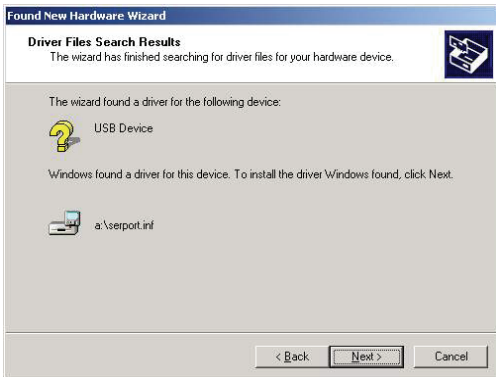 Found New Hardware Wizard
Driver Files Search Results
The wizard has finished searching for driver files for your hardware device.
The wizard found a driver for the following device:
USB Device
Windows found a driver for this device. To install the driver Windows found, click Next.
a:\serport.inf
< Back Next > Cancel